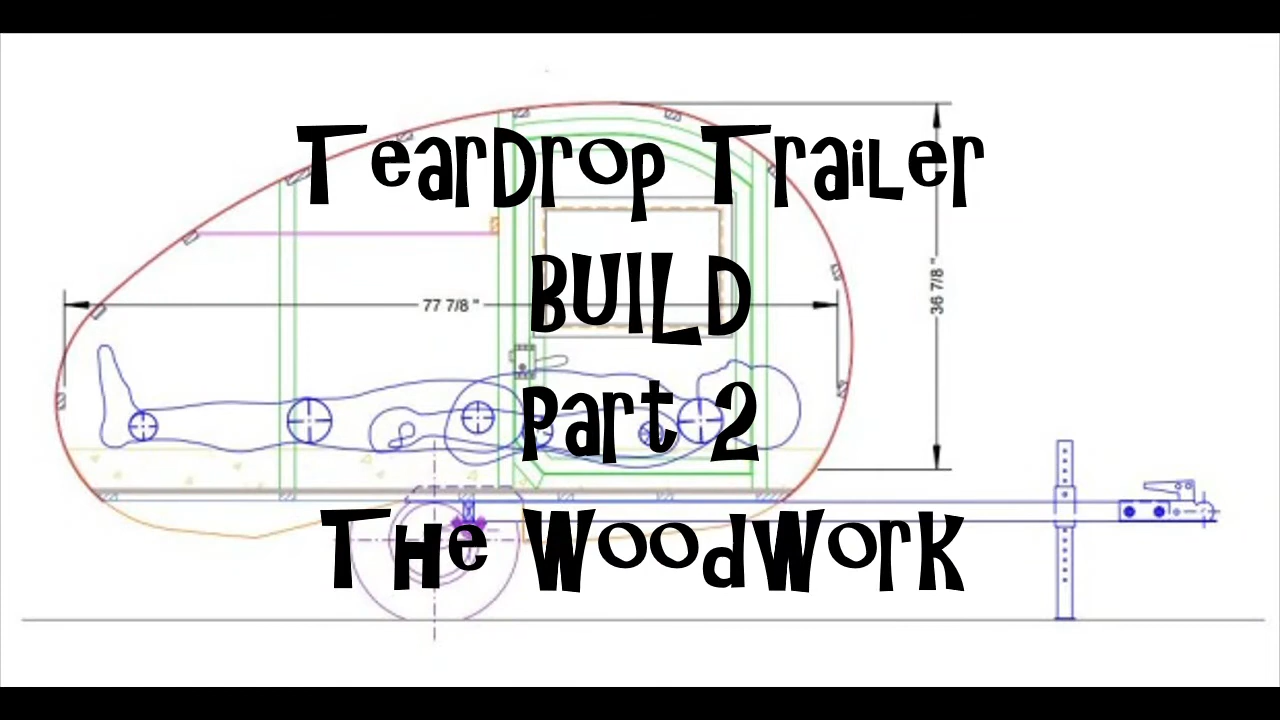 TearDrop Trailer
BUILD
Part 2
The WoodWork
77 7/8 "
36 7/8 "